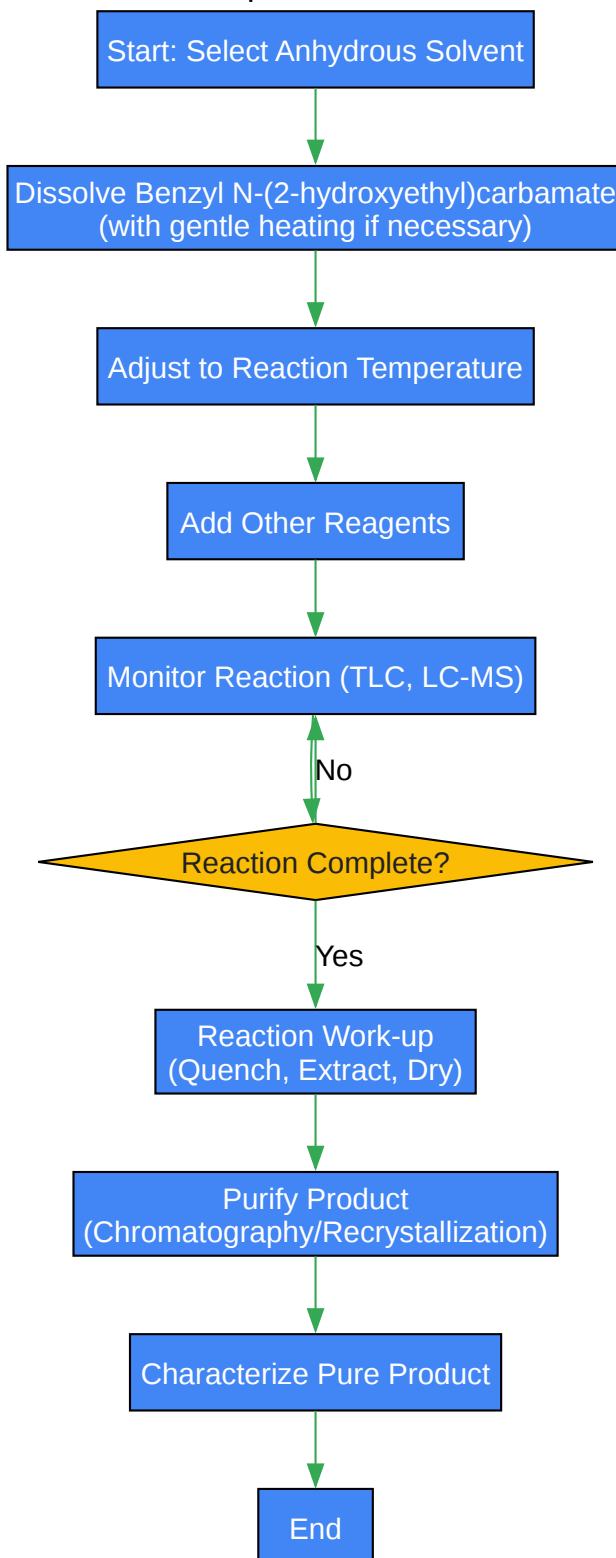 Start: Select Anhydrous Solvent
Dissolve Benzyl N-(2-hydroxyethyl)carbamate
(with gentle heating if necessary)
Adjust to Reaction Temperature
Add Other Reagents
Monitor Reaction (TLC, LC-MS)
No
Reaction Complete?
Yes
Reaction Work-up
(Quench, Extract, Dry)
Purify Product
(Chromatography/Recrystallization)
Characterize Pure Product
End